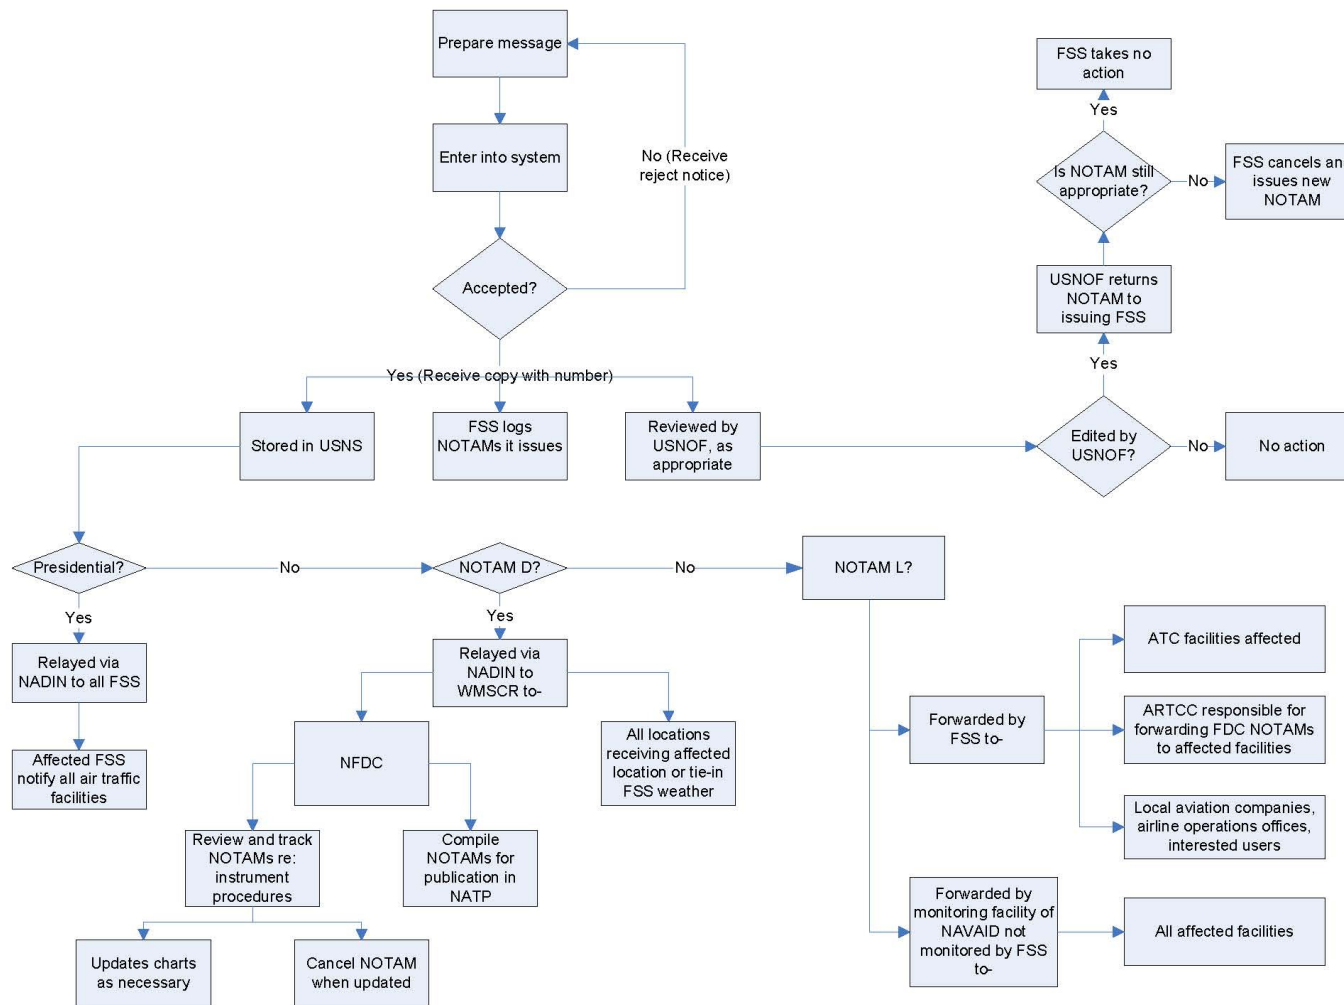 Prepare message
Enter into system
No (Receive
reject notice)
Accepted?
Yes (Receive copy with number)
Stored in USNS
FSS logs
NOTAMs it issues
Reviewed by
USNOF, as
appropriate
FSS takes no
action
Yes
Is NOTAM still
appropriate?
No
FSS cancels an
issues new
NOTAM
USNOF returns
NOTAM to
issuing FSS
Yes
Edited by
USNOF?
No
No action
Presidential?
No
NOTAM D?
No
NOTAM L?
Yes
Relayed via
NADIN to all FSS
Affected FSS
notify all air traffic
facilities
Yes
Relayed via
NADIN to
WMSCR to-
NFDC
All locations
receiving affected
location or tie-in
FSS weather
Review and track
NOTAMs re:
instrument
procedures
Compile
NOTAMs for
publication in
NATP
Updates charts
as necessary
Cancel NOTAM
when updated
Forwarded by
FSS to-
ATC facilities affected
ARTCC responsible for
forwarding FDC NOTAMs
to affected facilities
Local aviation companies,
airline operations offices,
interested users
Forwarded by
monitoring facility of
NAVAID not
monitored by FSS
to-
All affected facilities